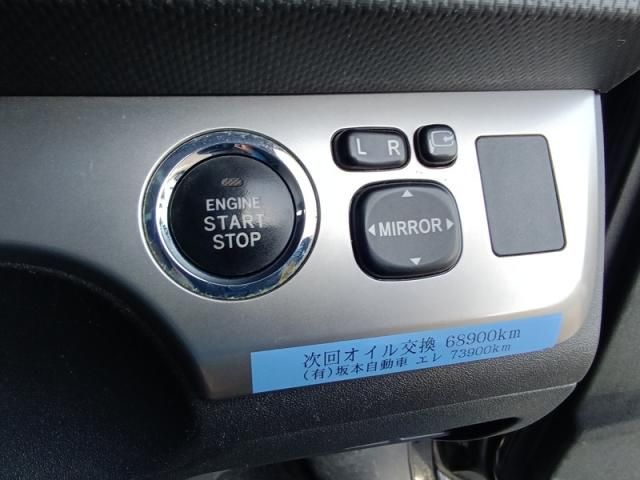 ENGINE
START
STOP
L R
MIRROR
次回オイル交換 68900km
(有)坂本自動車 エレ 73900km